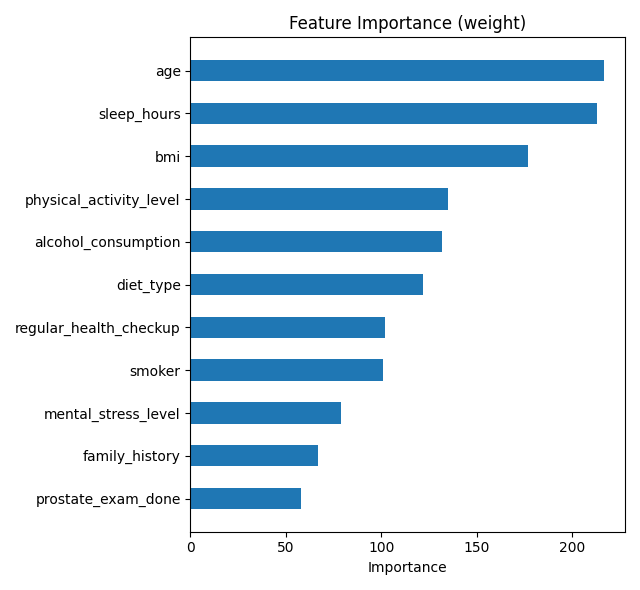 Feature Importance (weight)
age
sleep_hours
bmi
physical_activity_level
alcohol_consumption
diet_type
regular_health_checkup
smoker
mental_stress_level
family_history
prostate_exam_done
0 50 100 150 200
Importance